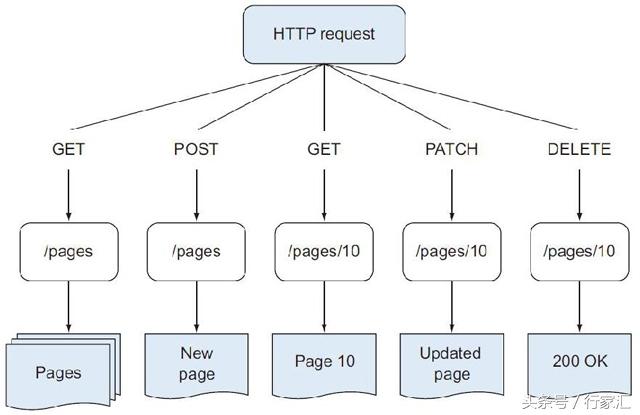 HTTP request
GET
POST
GET
PATCH
DELETE
/pages
/pages
/pages/10
/pages/10
/pages/10
Pages
New
page
Page 10
Updated
page
200 OK
头条号 / 行家汇